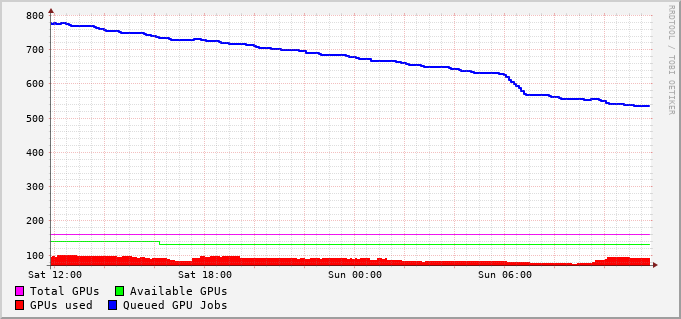 800
700
600
500
400
300
200
100
Sat 12:00 Sat 18:00 Sun 00:00 Sun 06:00
Total GPUs Available GPUs
GPUs used Queued GPU Jobs
RRDTOOL / TOBI OETIKER